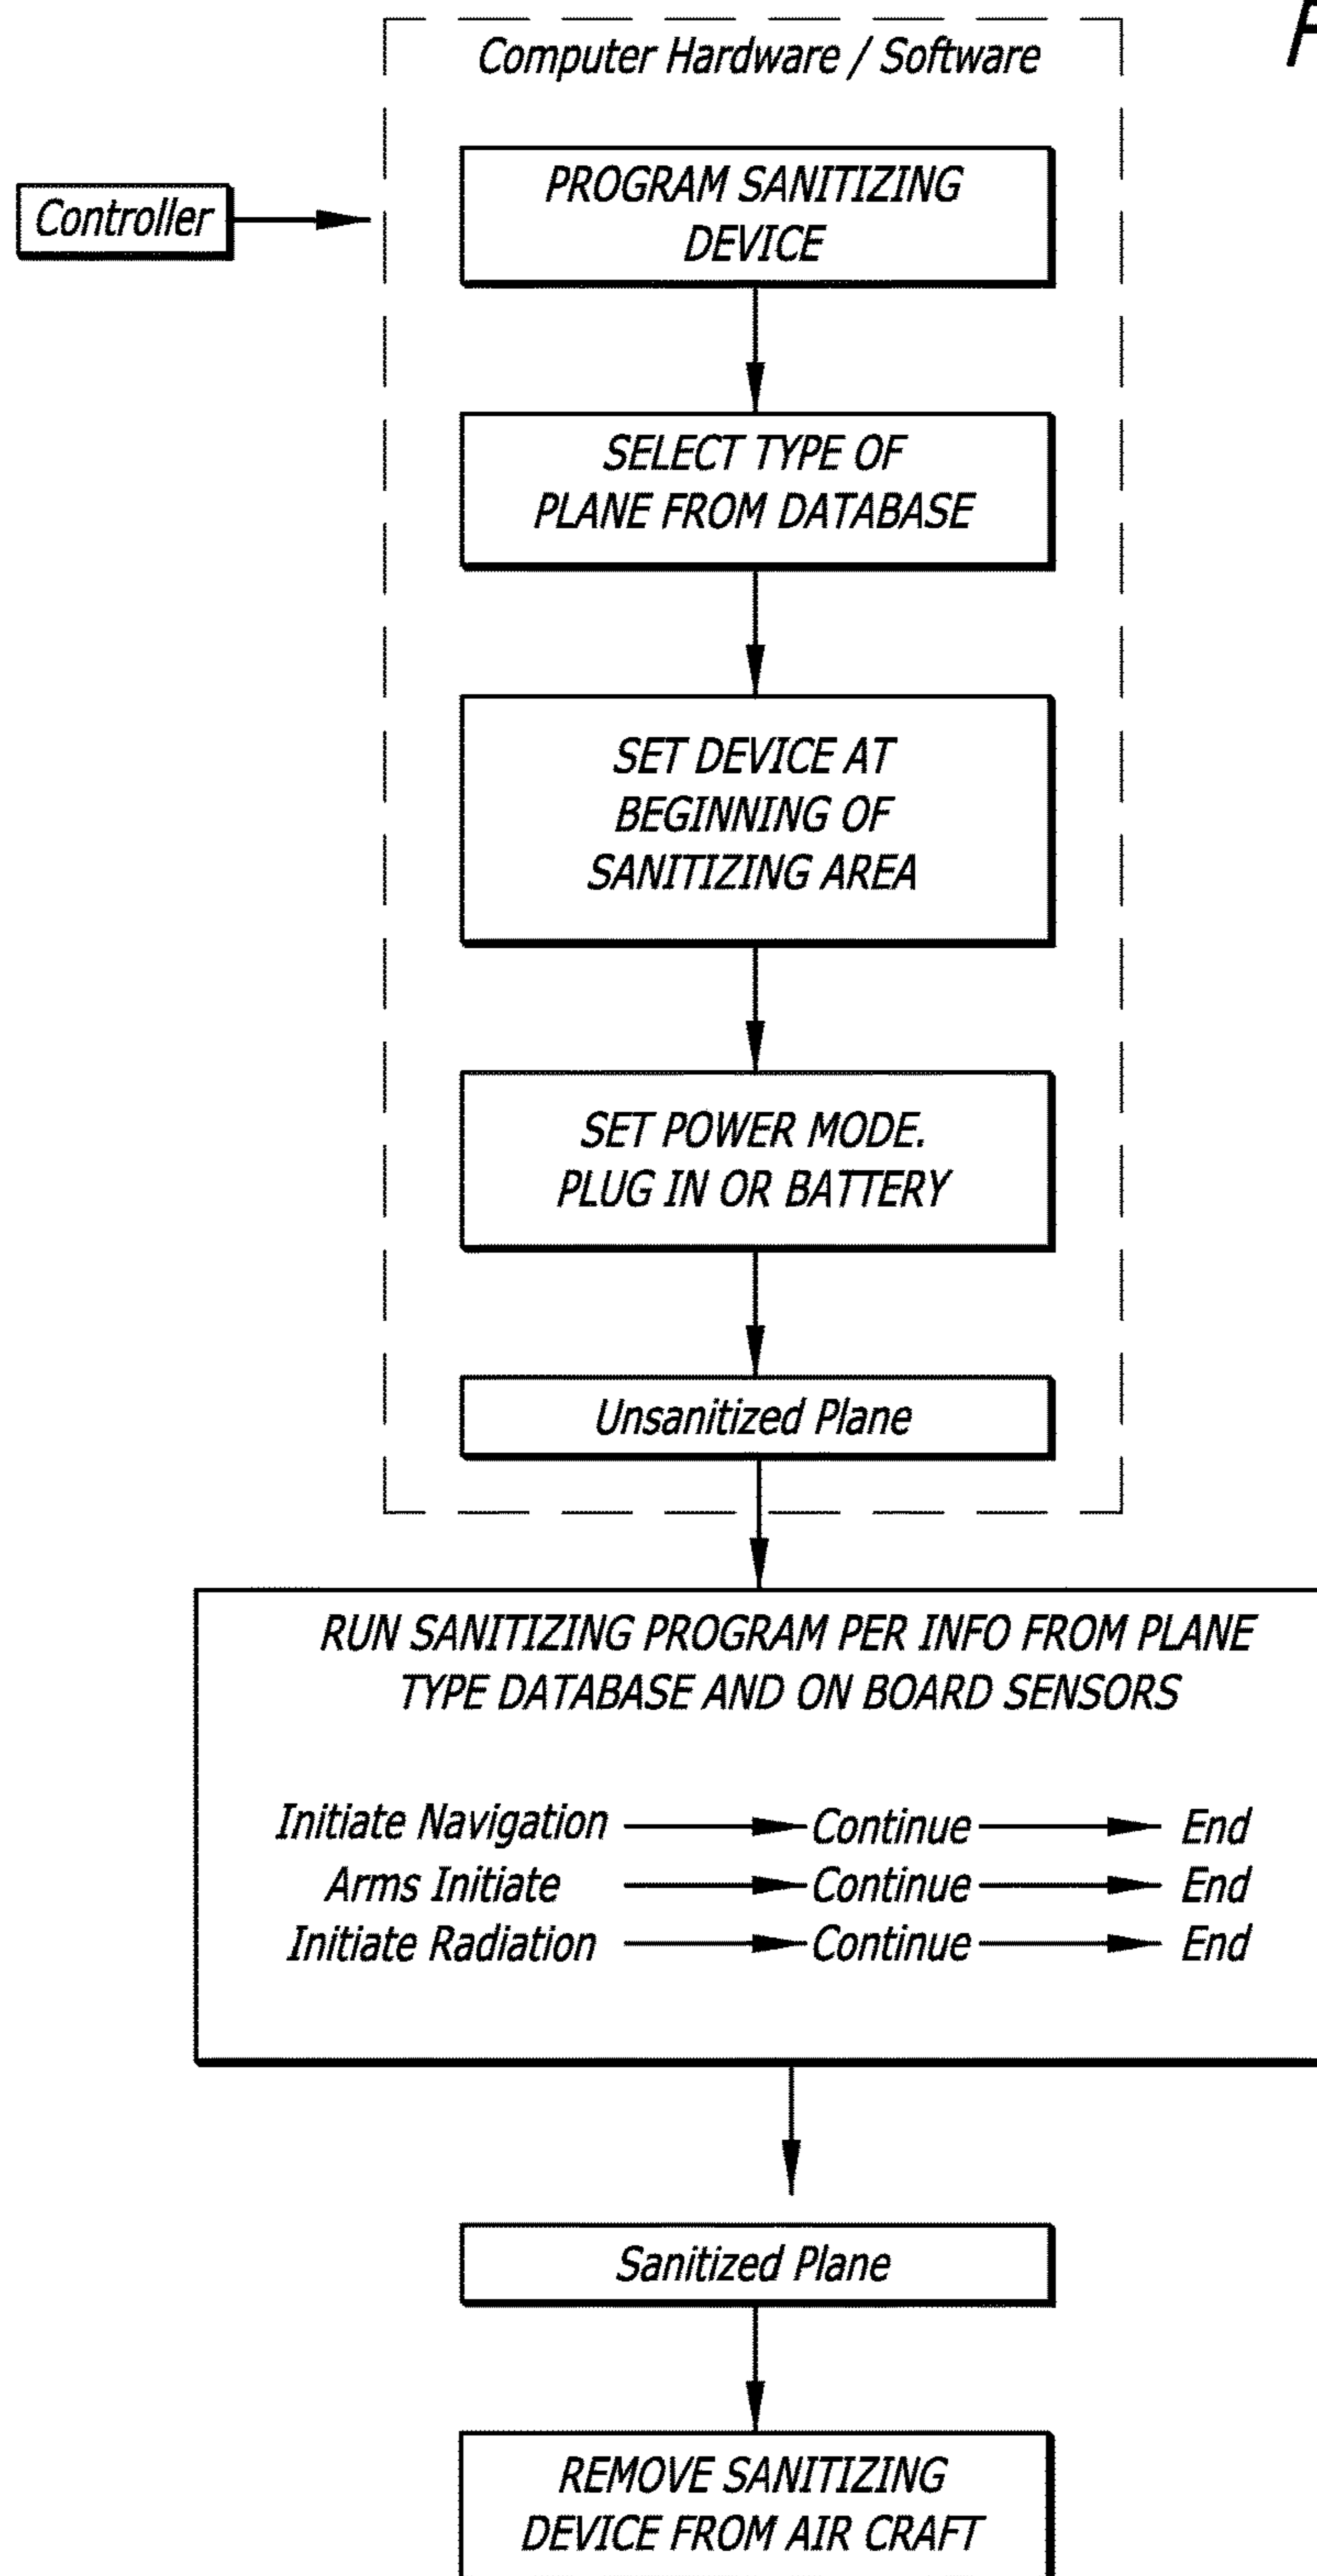 Computer Hardware / Software
PROGRAM SANITIZING
DEVICE
Controller
SELECT TYPE OF
PLANE FROM DATABASE
SET DEVICE AT
BEGINNING OF
SANITIZING AREA
SET POWER MODE.
PLUG IN OR BATTERY
Unsanitized Plane
RUN SANITIZING PROGRAM PER INFO FROM PLANE
TYPE DATABASE AND ON BOARD SENSORS
Initiate Navigation Continue End
Arms Initiate Continue End
Initiate Radiation Continue End
Sanitized Plane
REMOVE SANITIZING
DEVICE FROM AIR CRAFT